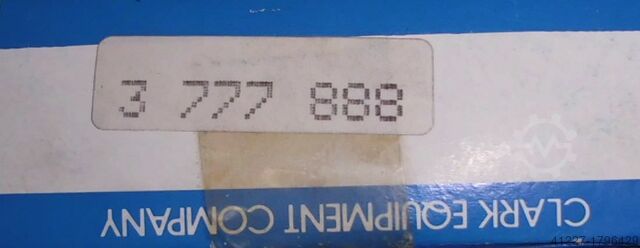 3 777 888
CLARK EQUIPMENT COMPANY